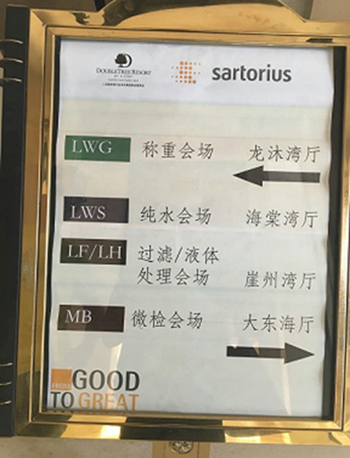 DOUBLETREE RESORT
sartorius
LWG 称重会场 龙沐湾厅
LWS 纯水会场 海棠湾厅
LF/LH 过滤/液体
处理会场 崖州湾厅
MB 微检会场 大东海厅
FROM GOOD
TO GREAT